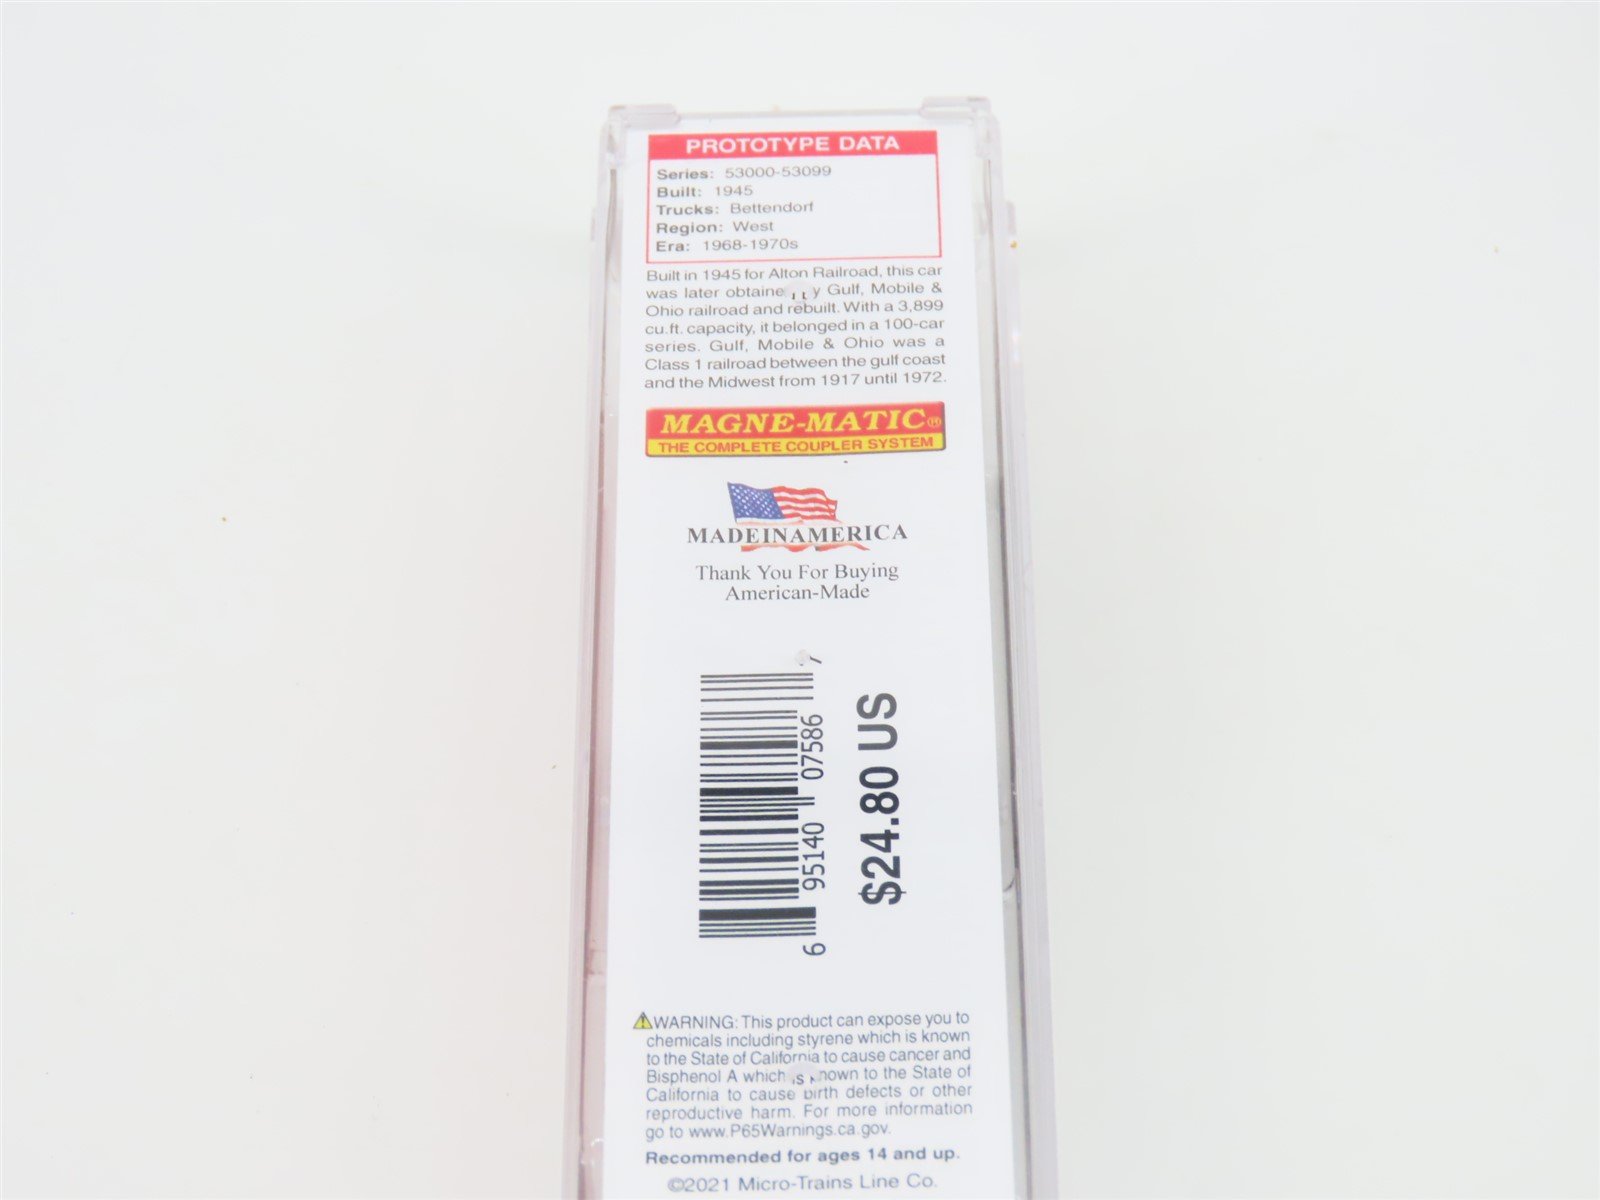 PROTOTYPE DATA
Series: 53000-53099
Built: 1945
Trucks: Bettendorf
Region: West
Era: 1968-1970s
Built in 1945 for Alton Railroad, this car
was later obtaine y Gulf, Mobile &
Ohio railroad and rebuilt. With a 3,899
cu.ft. capacity, it belonged in a 100-car
series. Gulf, Mobile & Ohio was a
Class 1 railroad between the gulf coast
and the Midwest from 1917 until 1972.
MAGNE-MATIC®
THE COMPLETE COUPLER SYSTEM
MADEINAMERICA
Thank You For Buying
American-Made
6 95140 07586 7
$24.80 US
WARNING: This product can expose you to
chemicals including styrene which is known
to the State of California to cause cancer and
Bisphenol A which is known to the State of
California to cause birth defects or other
reproductive harm. For more information
go to www.P65Warnings.ca.gov.
Recommended for ages 14 and up.
©2021 Micro-Trains Line Co.